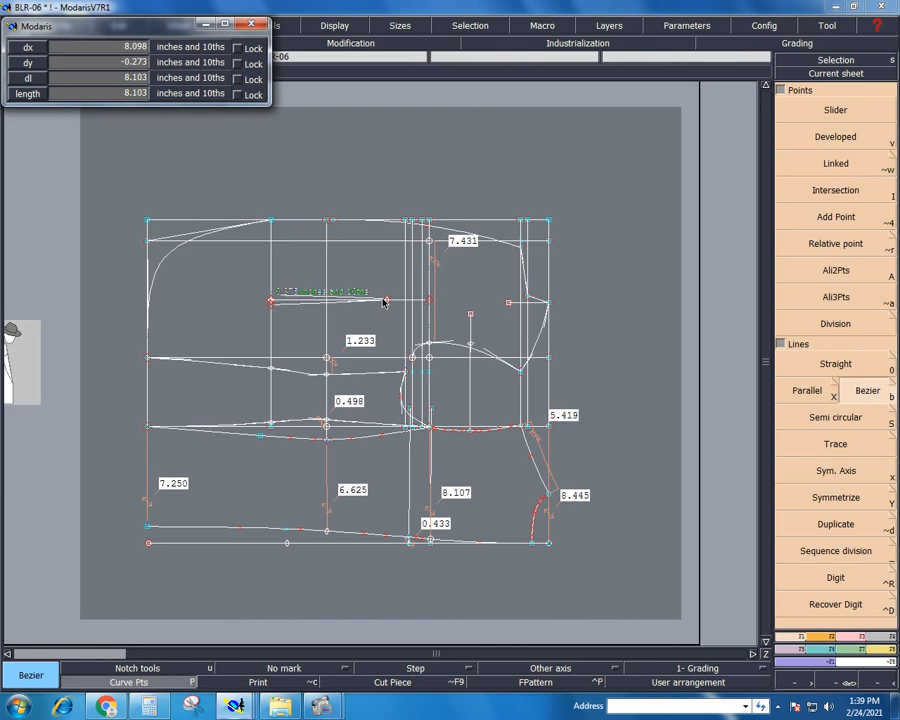 BLR-06 * ! - ModarisV7R1
Modaris
dx 8.098 inches and 10ths Lock
dy -0.273 inches and 10ths Lock
dl 8.103 inches and 10ths Lock
length 8.103 inches and 10ths Lock
Display Sizes Selection Macro Layers Parameters Config Tool ?
Modification Industrialization Grading
Selection s
Current sheet
Points
Slider
Developed v
Linked ~w
Intersection I
Add Point ~4
Relative point r
Ali2Pts
Ali3Pts ~a
Division
Lines
Straight 0
Parallel X Bezier b
Semi circular S
Trace
Sym. Axis x
Symmetrize
Duplicate ~d
Sequence division _
Digit ^R
Recover Digit ^D
7.431
1.233
0.498
5.419
7.250
6.625
8.107
8.445
0.433
Z
Bezier
Notch tools u No mark Step Other axis 1- Grading
Curve Pts P Print ~c Cut Piece ~F9 FPattern ^P User arrangement
Address
1:39 PM
2/24/2021